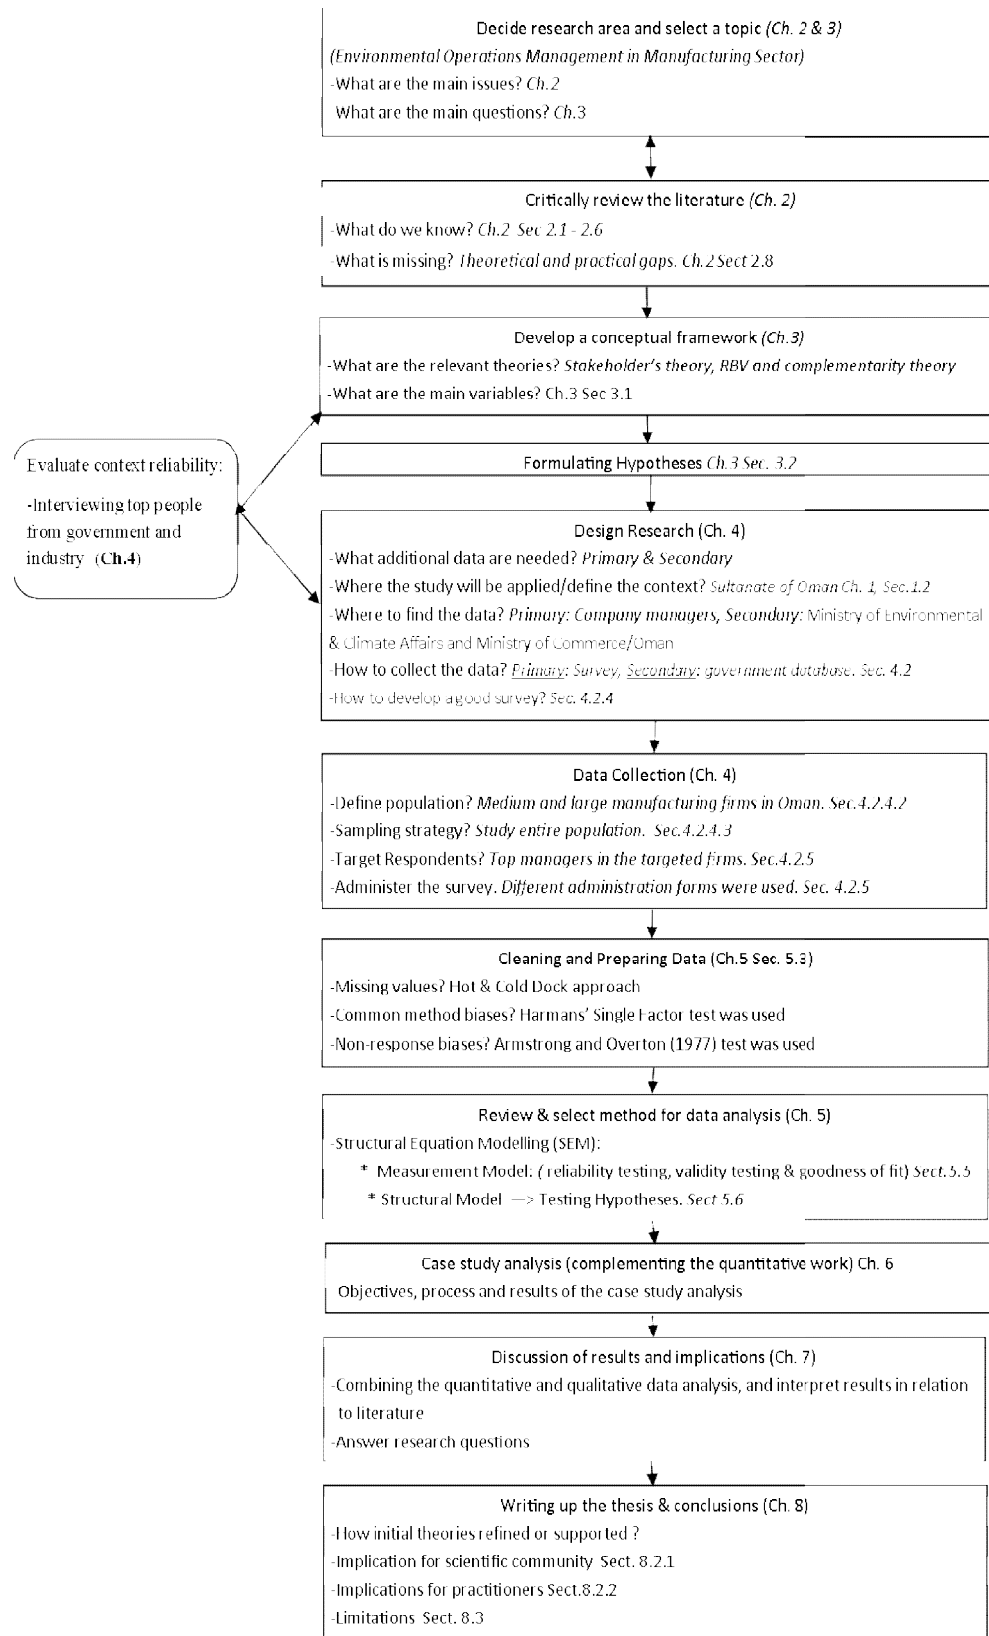 Decide research area and select a topic (Ch. 2 & 3)
(Environmental Operations Management in Manufacturing Sector)
-What are the main issues? Ch.2
What are the main questions? Ch.3
Critically review the literature (Ch. 2)
-What do we know? Ch.2 Sec 2.1 - 2.6
-What is missing? Theoretical and practical gaps. Ch.2 Sect 2.8
Develop a conceptual framework (Ch.3)
-What are the relevant theories? Stakeholder's theory, RBV and complementarity theory
-What are the main variables? Ch.3 Sec 3.1
Evaluate context reliability:
-Interviewing top people
from government and
industry (Ch.4)
Formulating Hypotheses Ch.3 Sec. 3.2
Design Research (Ch. 4)
-What additional data are needed? Primary & Secondary
-Where the study will be applied/define the context? Sultanate of Oman Ch. 1, Sec.1.2
-Where to find the data? Primary: Company managers, Secondary: Ministry of Environmental
& Climate Affairs and Ministry of Commerce/Oman
-How to collect the data? Primary: Survey, Secondary: government database. Sec. 4.2
-How to develop a good survey? Sec. 4.2.4
Data Collection (Ch. 4)
-Define population? Medium and large manufacturing firms in Oman. Sec.4.2.4.2
-Sampling strategy? Study entire population. Sec.4.2.4.3
-Target Respondents? Top managers in the targeted firms. Sec.4.2.5
-Administer the survey. Different administration forms were used. Sec. 4.2.5
Cleaning and Preparing Data (Ch.5 Sec. 5.3)
-Missing values? Hot & Cold Dock approach
-Common method biases? Harmans' Single Factor test was used
-Non-response biases? Armstrong and Overton (1977) test was used
Review & select method for data analysis (Ch. 5)
-Structural Equation Modelling (SEM):
* Measurement Model: ( reliability testing, validity testing & goodness of fit) Sect.5.5
* Structural Model —> Testing Hypotheses. Sect 5.6
Case study analysis (complementing the quantitative work) Ch. 6
Objectives, process and results of the case study analysis
Discussion of results and implications (Ch. 7)
-Combining the quantitative and qualitative data analysis, and interpret results in relation
to literature
-Answer research questions
Writing up the thesis & conclusions (Ch. 8)
-How initial theories refined or supported ?
-Implication for scientific community Sect. 8.2.1
-Implications for practitioners Sect.8.2.2
-Limitations Sect. 8.3